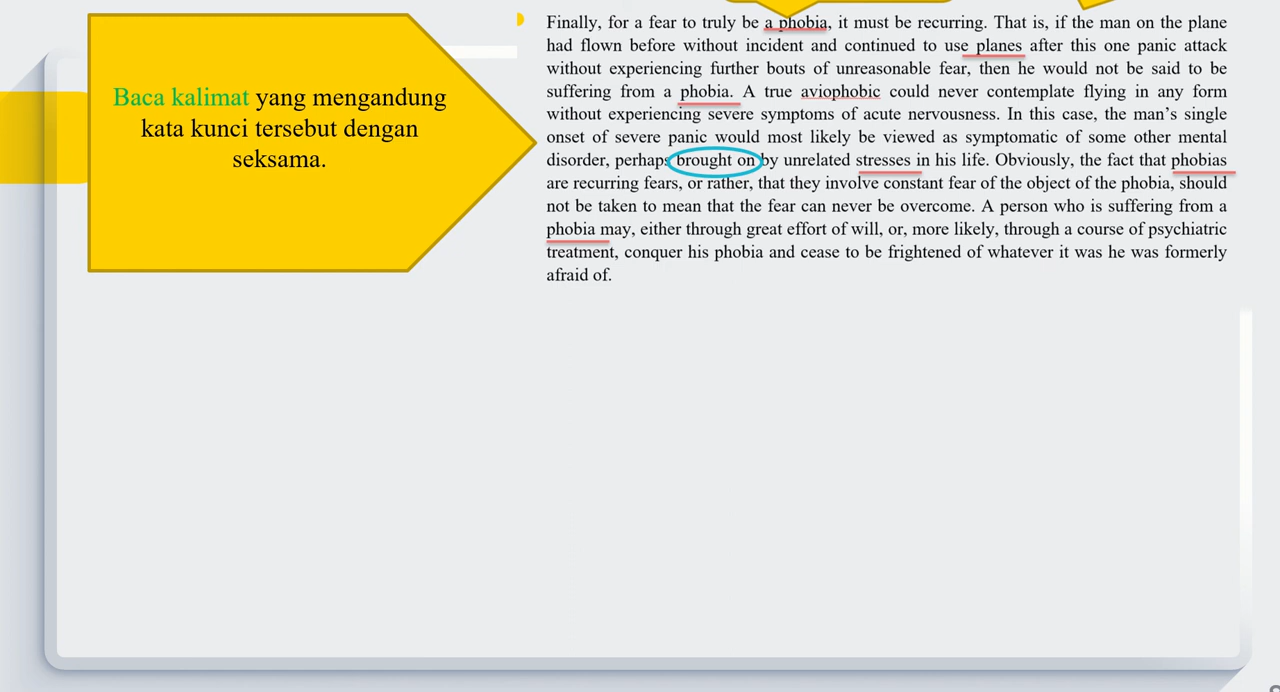 Baca kalimat yang mengandung
kata kunci tersebut dengan
seksama.
Finally, for a fear to truly be a phobia, it must be recurring. That is, if the man on the plane
had flown before without incident and continued to use planes after this one panic attack
without experiencing further bouts of unreasonable fear, then he would not be said to be
suffering from a phobia. A true aviophobic could never contemplate flying in any form
without experiencing severe symptoms of acute nervousness. In this case, the man's single
onset of severe panic would most likely be viewed as symptomatic of some other mental
disorder, perhaps brought on by unrelated stresses in his life. Obviously, the fact that phobias
are recurring fears, or rather, that they involve constant fear of the object of the phobia, should
not be taken to mean that the fear can never be overcome. A person who is suffering from a
phobia may, either through great effort of will, or, more likely, through a course of psychiatric
treatment, conquer his phobia and cease to be frightened of whatever it was he was formerly
afraid of.